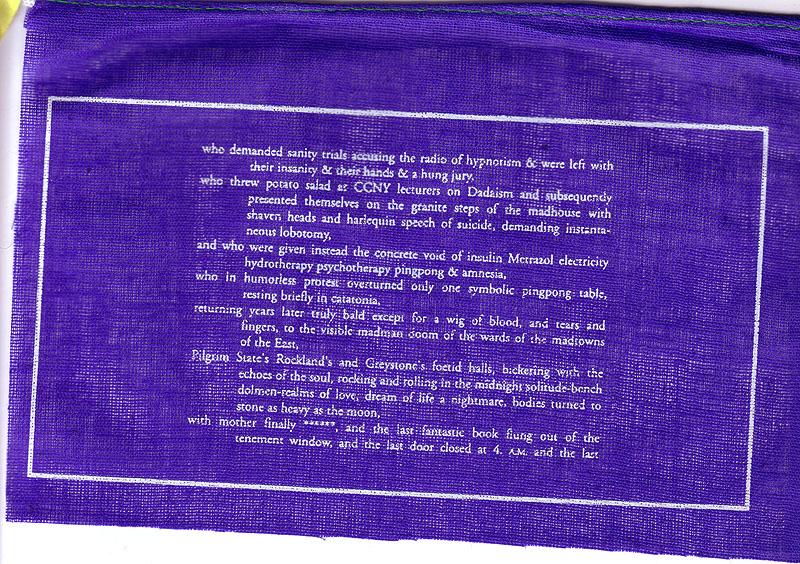 who demanded sanity trials accusing the radio of hypnotism & were left with
their insanity & their hands & a hung jury,
who threw potato salad at CCNY lecturers on Dadaism and subsequently
presented themselves on the granite steps of the madhouse with
shaven heads and harlequin speech of suicide, demanding instanta-
neous lobotomy,
and who were given instead the concrete void of insulin Metrazol electricity
hydrotherapy psychotherapy pingpong & amnesia,
who in humorless protest overturned only one symbolic pingpong table,
resting briefly in catatonia,
returning years later truly bald except for a wig of blood, and tears and
fingers, to the visible madman doom of the wards of the madtowns
of the East,
Pilgrim State's Rockland's and Greystone's foetid halls, bickering with the
echoes of the soul, rocking and rolling in the midnight solitude-bench
dolmen-realms of love, dream of life a nightmare, bodies turned to
stone as heavy as the moon,
with mother finally ******, and the last fantastic book flung out of the
tenement window, and the last door closed at 4. A.M. and the last